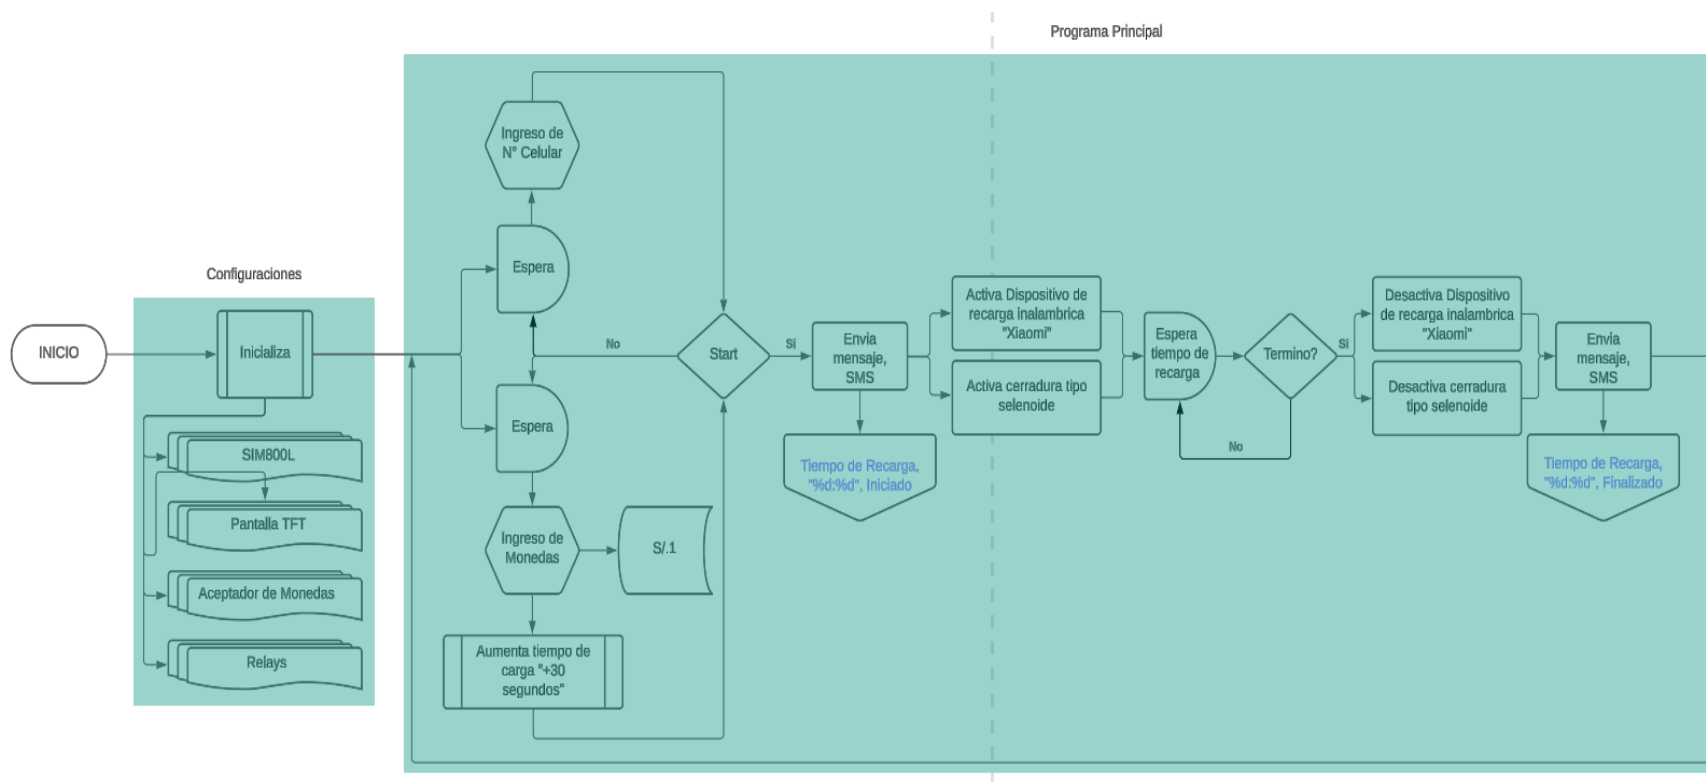 Programa Principal
Configuraciones
INICIO
Inicializa
SIM800L
Pantalla TFT
Aceptador de Monedas
Relays
Ingreso de
N° Celular
Espera
Espera
Ingreso de
Monedas
S/.1
Aumenta tiempo de
carga "+30
segundos"
No
Start
Si
Envia
mensaje,
SMS
Tiempo de Recarga,
"%d:%d", Iniciado
Activa Dispositivo de
recarga inalambrica
"Xiaomi"
Activa cerradura tipo
selenoide
Espera
tiempo de
recarga
Termino?
No
Si
Desactiva Dispositivo
de recarga inalambrica
"Xiaomi"
Desactiva cerradura
tipo selenoide
Envia
mensaje,
SMS
Tiempo de Recarga,
"%d:%d", Finalizado